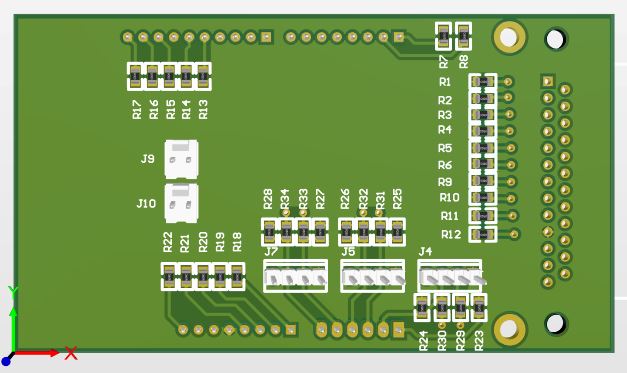 R7 R8
R17 R16 R15 R14 R13
R1
R2
R3
R4
R5
R6
R9
R10
R11
R12
J9
J10
R28 R34 R33 R27 R26 R32 R31 R25
R22 R21 R20 R19 R18
J7 J5 J4
R24 R30 R29 R23
Y
X